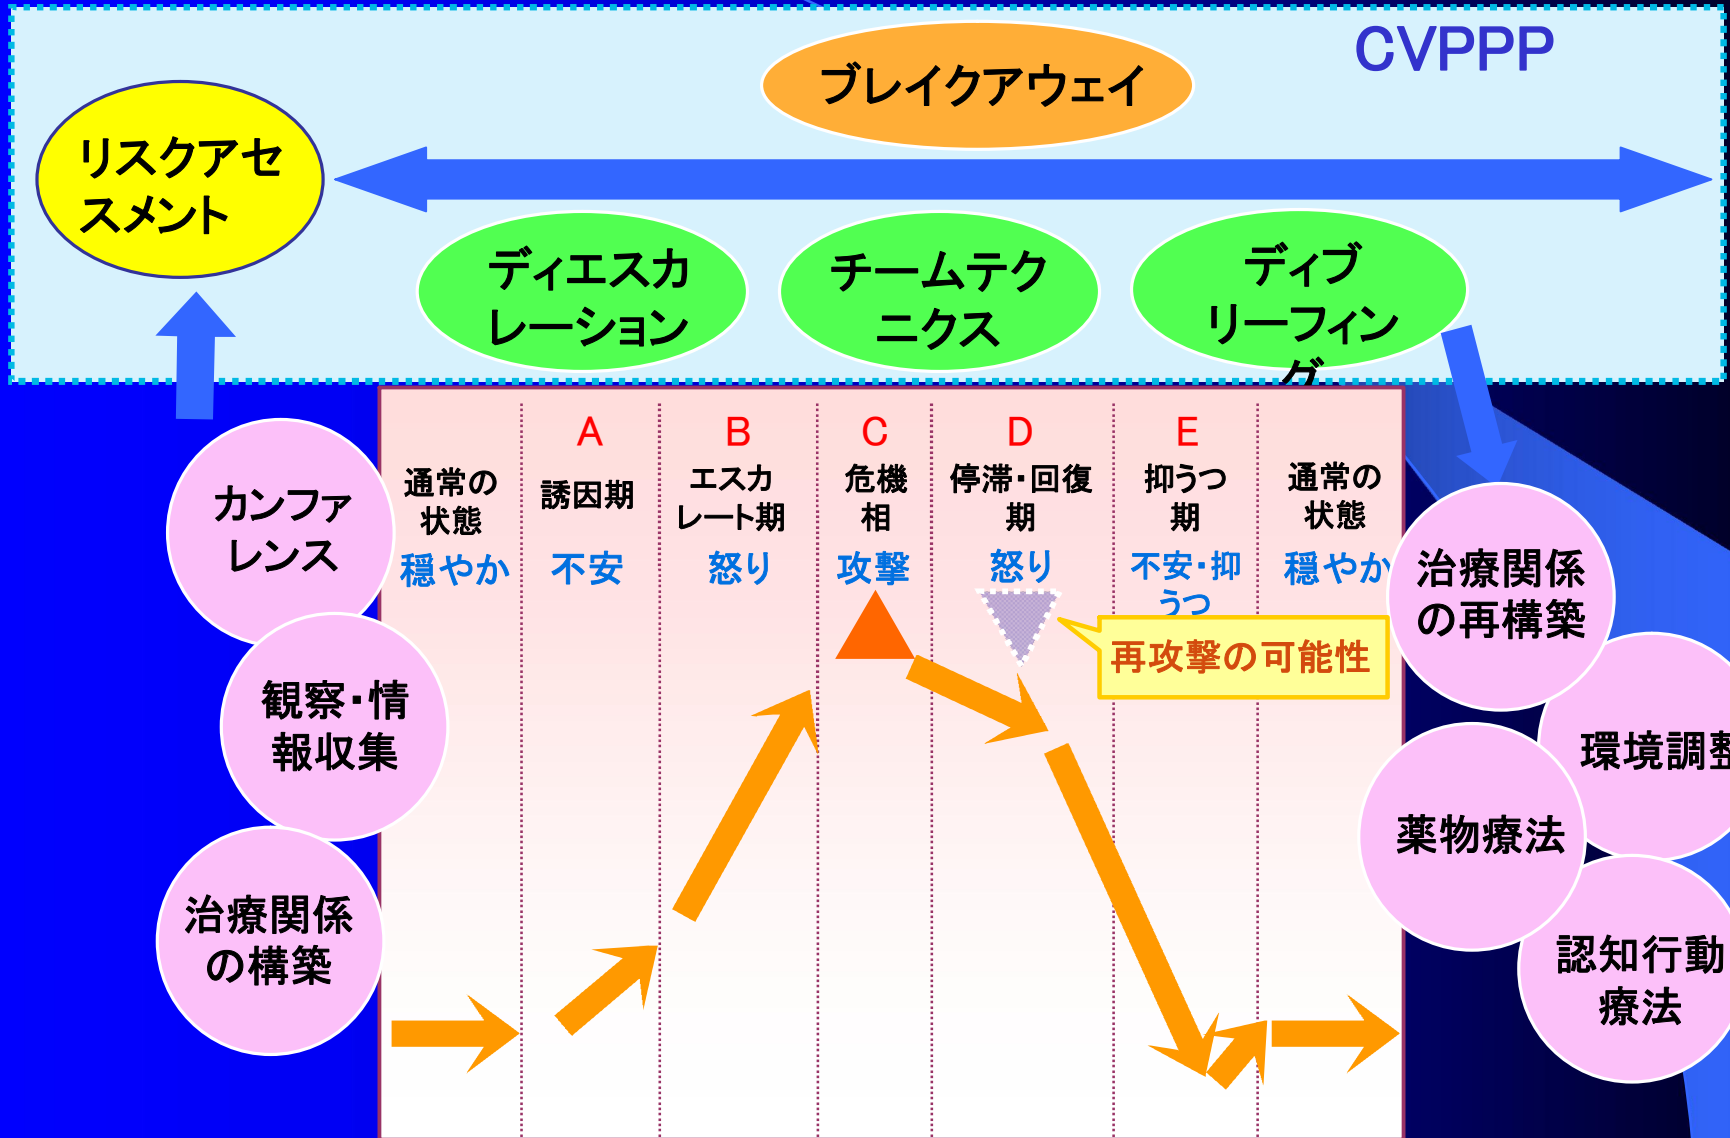 CVPPP
ブレイクアウェイ
リスクアセ
スメント
ディエスカ
レーション
チームテク
ニクス
ディブ
リーフィン
グ
カンファ
レンス
観察・情
報収集
治療関係
の構築
通常の
状態
穏やか
A
誘因期
不安
B
エスカ
レート期
怒り
C
危機
相
攻撃
D
停滞・回復
期
怒り
E
抑うつ
期
不安・抑
うつ
通常の
状態
穏やか
再攻撃の可能性
治療関係
の再構築
環境調整
薬物療法
認知行動
療法